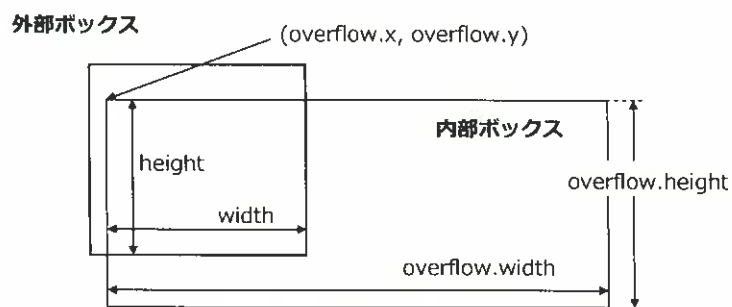 外部ボックス
(overflow.x, overflow.y)
内部ボックス
height
overflow.height
width
overflow.width